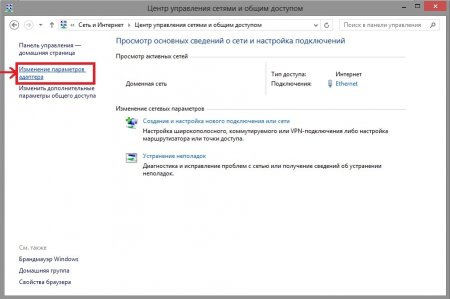 Центр управления сетями и общим доступом
Сеть и Интернет ▸ Центр управления сетями и общим доступом
Поиск в панели управления
Панель управления —
домашняя страница
Изменение параметров
адаптера
Изменить дополнительные
параметры общего доступа
Просмотр основных сведений о сети и настройка подключений
Просмотр активных сетей
Доменная сеть
Тип доступа: Интернет
Подключения: Ethernet
Изменение сетевых параметров
Создание и настройка нового подключения или сети
Настройка широкополосного, коммутируемого или VPN-подключения либо настройка
маршрутизатора или точки доступа.
Устранение неполадок
Диагностика и исправление проблем с сетью или получение сведений об устранении
неполадок.
См. также
Брандмауэр Windows
Домашняя группа
Свойства браузера